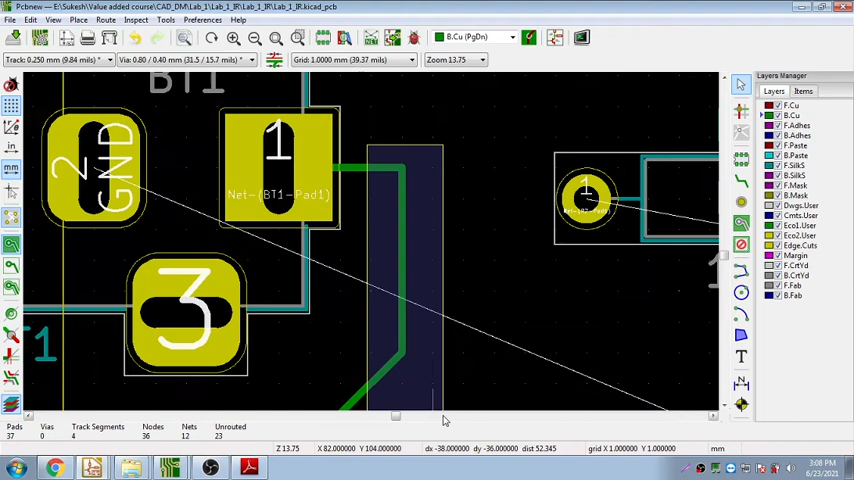 Pcbnew — E:\Sukesh\Value added course\CAD_DM\Lab_1\Lab_1_IR\Lab_1_IR\Lab_1_IR.kicad_pcb
File Edit View Place Route Inspect Tools Preferences Help
B.Cu (PgDn)
Track: 0.250 mm (9.84 mils) * Via: 0.80 / 0.40 mm (31.5 / 15.7 mils) * Grid: 1.0000 mm (39.37 mils) Zoom 13.75
Layers Manager
Layers Items
F.Cu
B.Cu
F.Adhes
B.Adhes
F.Paste
B.Paste
F.SilkS
B.SilkS
F.Mask
B.Mask
Dwgs.User
Cmts.User
Eco1.User
Eco2.User
Edge.Cuts
Margin
F.CrtYd
B.CrtYd
F.Fab
B.Fab
in
mm
BT1
2
GND
1
Net-(BT1-Pad1)
1
3
T1
1
Pads Vias Track Segments Nodes Nets Unrouted
37 0 4 36 12 23
Z 13.75 X 82.000000 Y 104.000000 dx -38.000000 dy -36.000000 dist 52.345 grid X 1.000000 Y 1.000000 mm
3:08 PM
6/23/2021